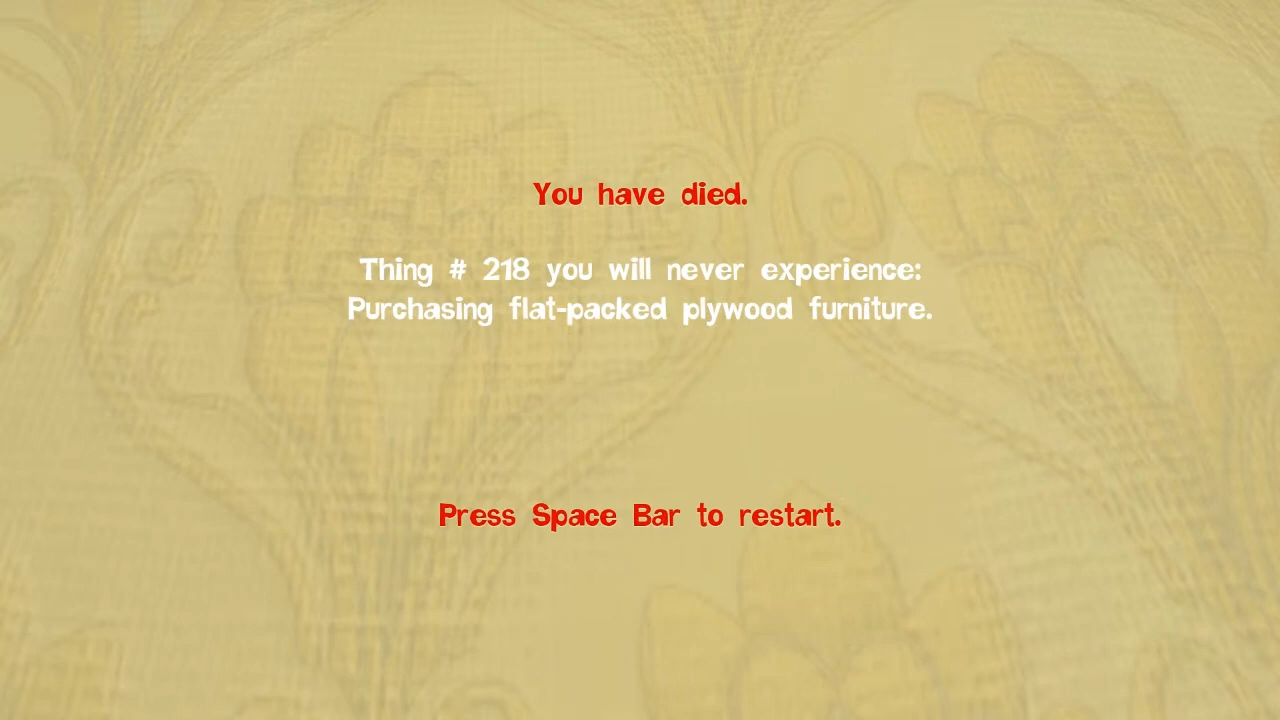 You have died.
Thing # 218 you will never experience:
Purchasing flat-packed plywood furniture.
Press Space Bar to restart.